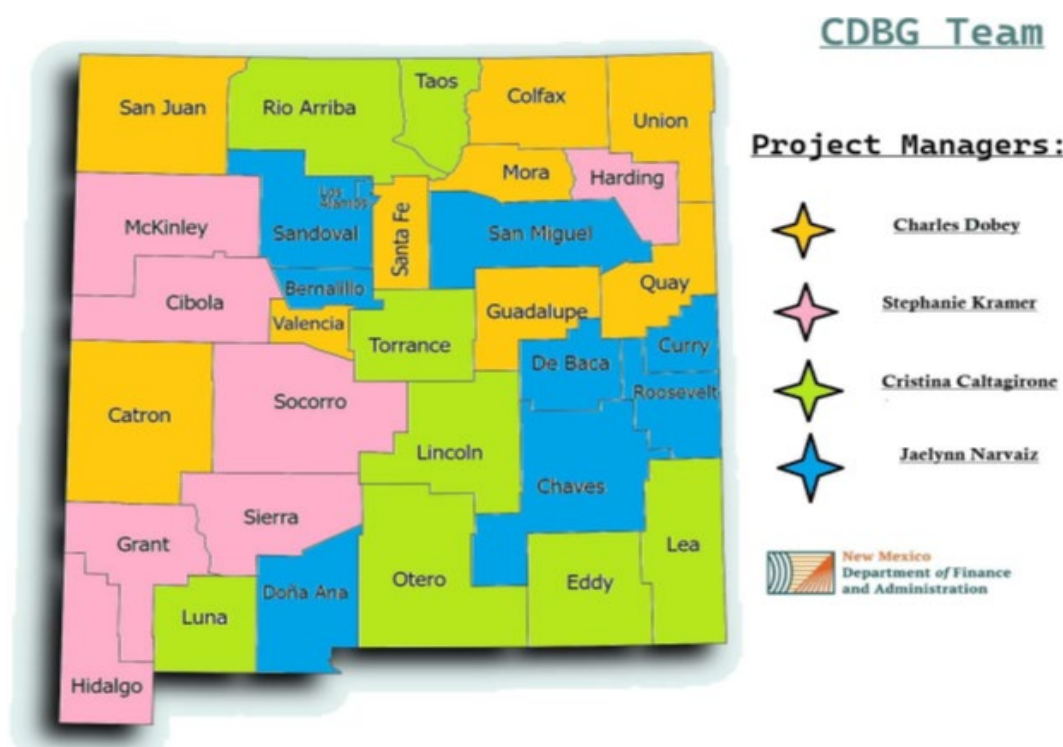 CDBG Team
Project Managers:
Charles Dobey
Stephanie Kramer
Cristina Caltagirone
Jaelynn Narvaiz
New Mexico
Department of Finance
and Administration
San Juan
Rio Arriba
Taos
Colfax
Union
Mora
Harding
McKinley
Los
Alamos
Sandoval
Santa Fe
San Miguel
Cibola
Bernalillo
Quay
Valencia
Guadalupe
Torrance
De Baca
Curry
Roosevelt
Catron
Socorro
Lincoln
Chaves
Sierra
Grant
Lea
Otero
Eddy
Doña Ana
Luna
Hidalgo